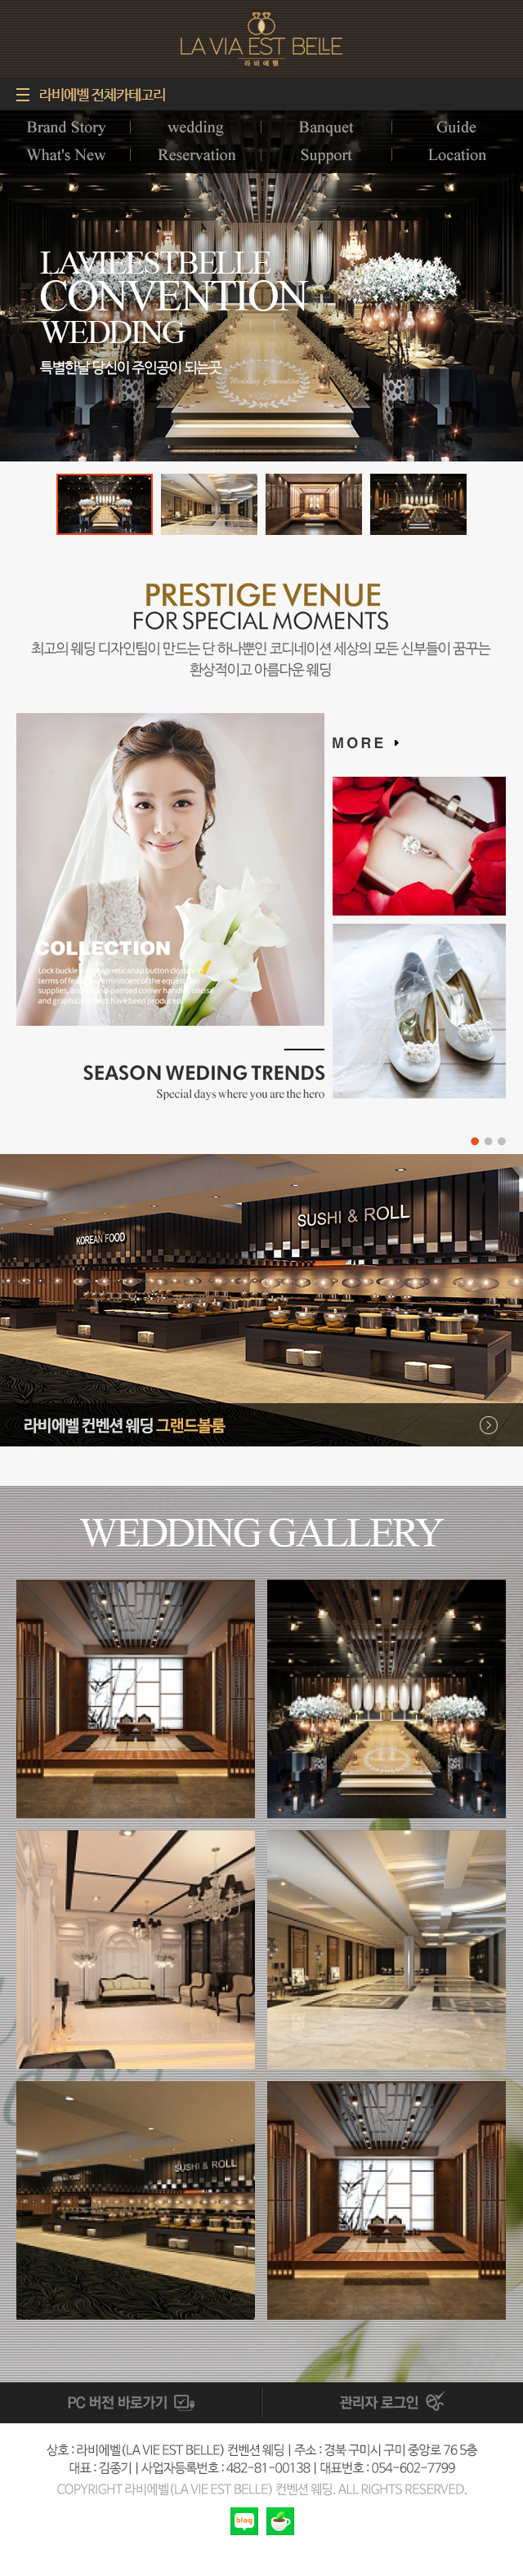 LA VIA EST BELLE
라비에벨
라비에벨 전체카테고리
Brand Story
wedding
Banquet
Guide
What's New
Reservation
Support
Location
LAVIEESTBELLE
CONVENTION
WEDDING
특별한날 당신이 주인공이 되는곳
Wedding Convention
PRESTIGE VENUE
FOR SPECIAL MOMENTS
최고의 웨딩 디자인팀이 만드는 단 하나뿐인 코디네이션 세상의 모든 신부들이 꿈꾸는
환상적이고 아름다운 웨딩
MORE
COLLECTION
Lock buckle magnetic snap button closure
terms of reminiscent of the equestrian
supplies, painted corner handle concise
and graphical have been produced.
SEASON WEDING TRENDS
Special days where you are the hero
KOREAN FOOD
SUSHI & ROLL
라비에벨 컨벤션 웨딩 그랜드볼룸
WEDDING GALLERY
SUSHI & ROLL
PC 버전 바로가기
관리자 로그인
상호 : 라비에벨(LA VIE EST BELLE) 컨벤션 웨딩 | 주소 : 경북 구미시 구미 중앙로 76 5층
대표 : 김종기 | 사업자등록번호 : 482-81-00138 | 대표번호 : 054-602-7799
COPYRIGHT 라비에벨(LA VIE EST BELLE) 컨벤션 웨딩. ALL RIGHTS RESERVED.
blog